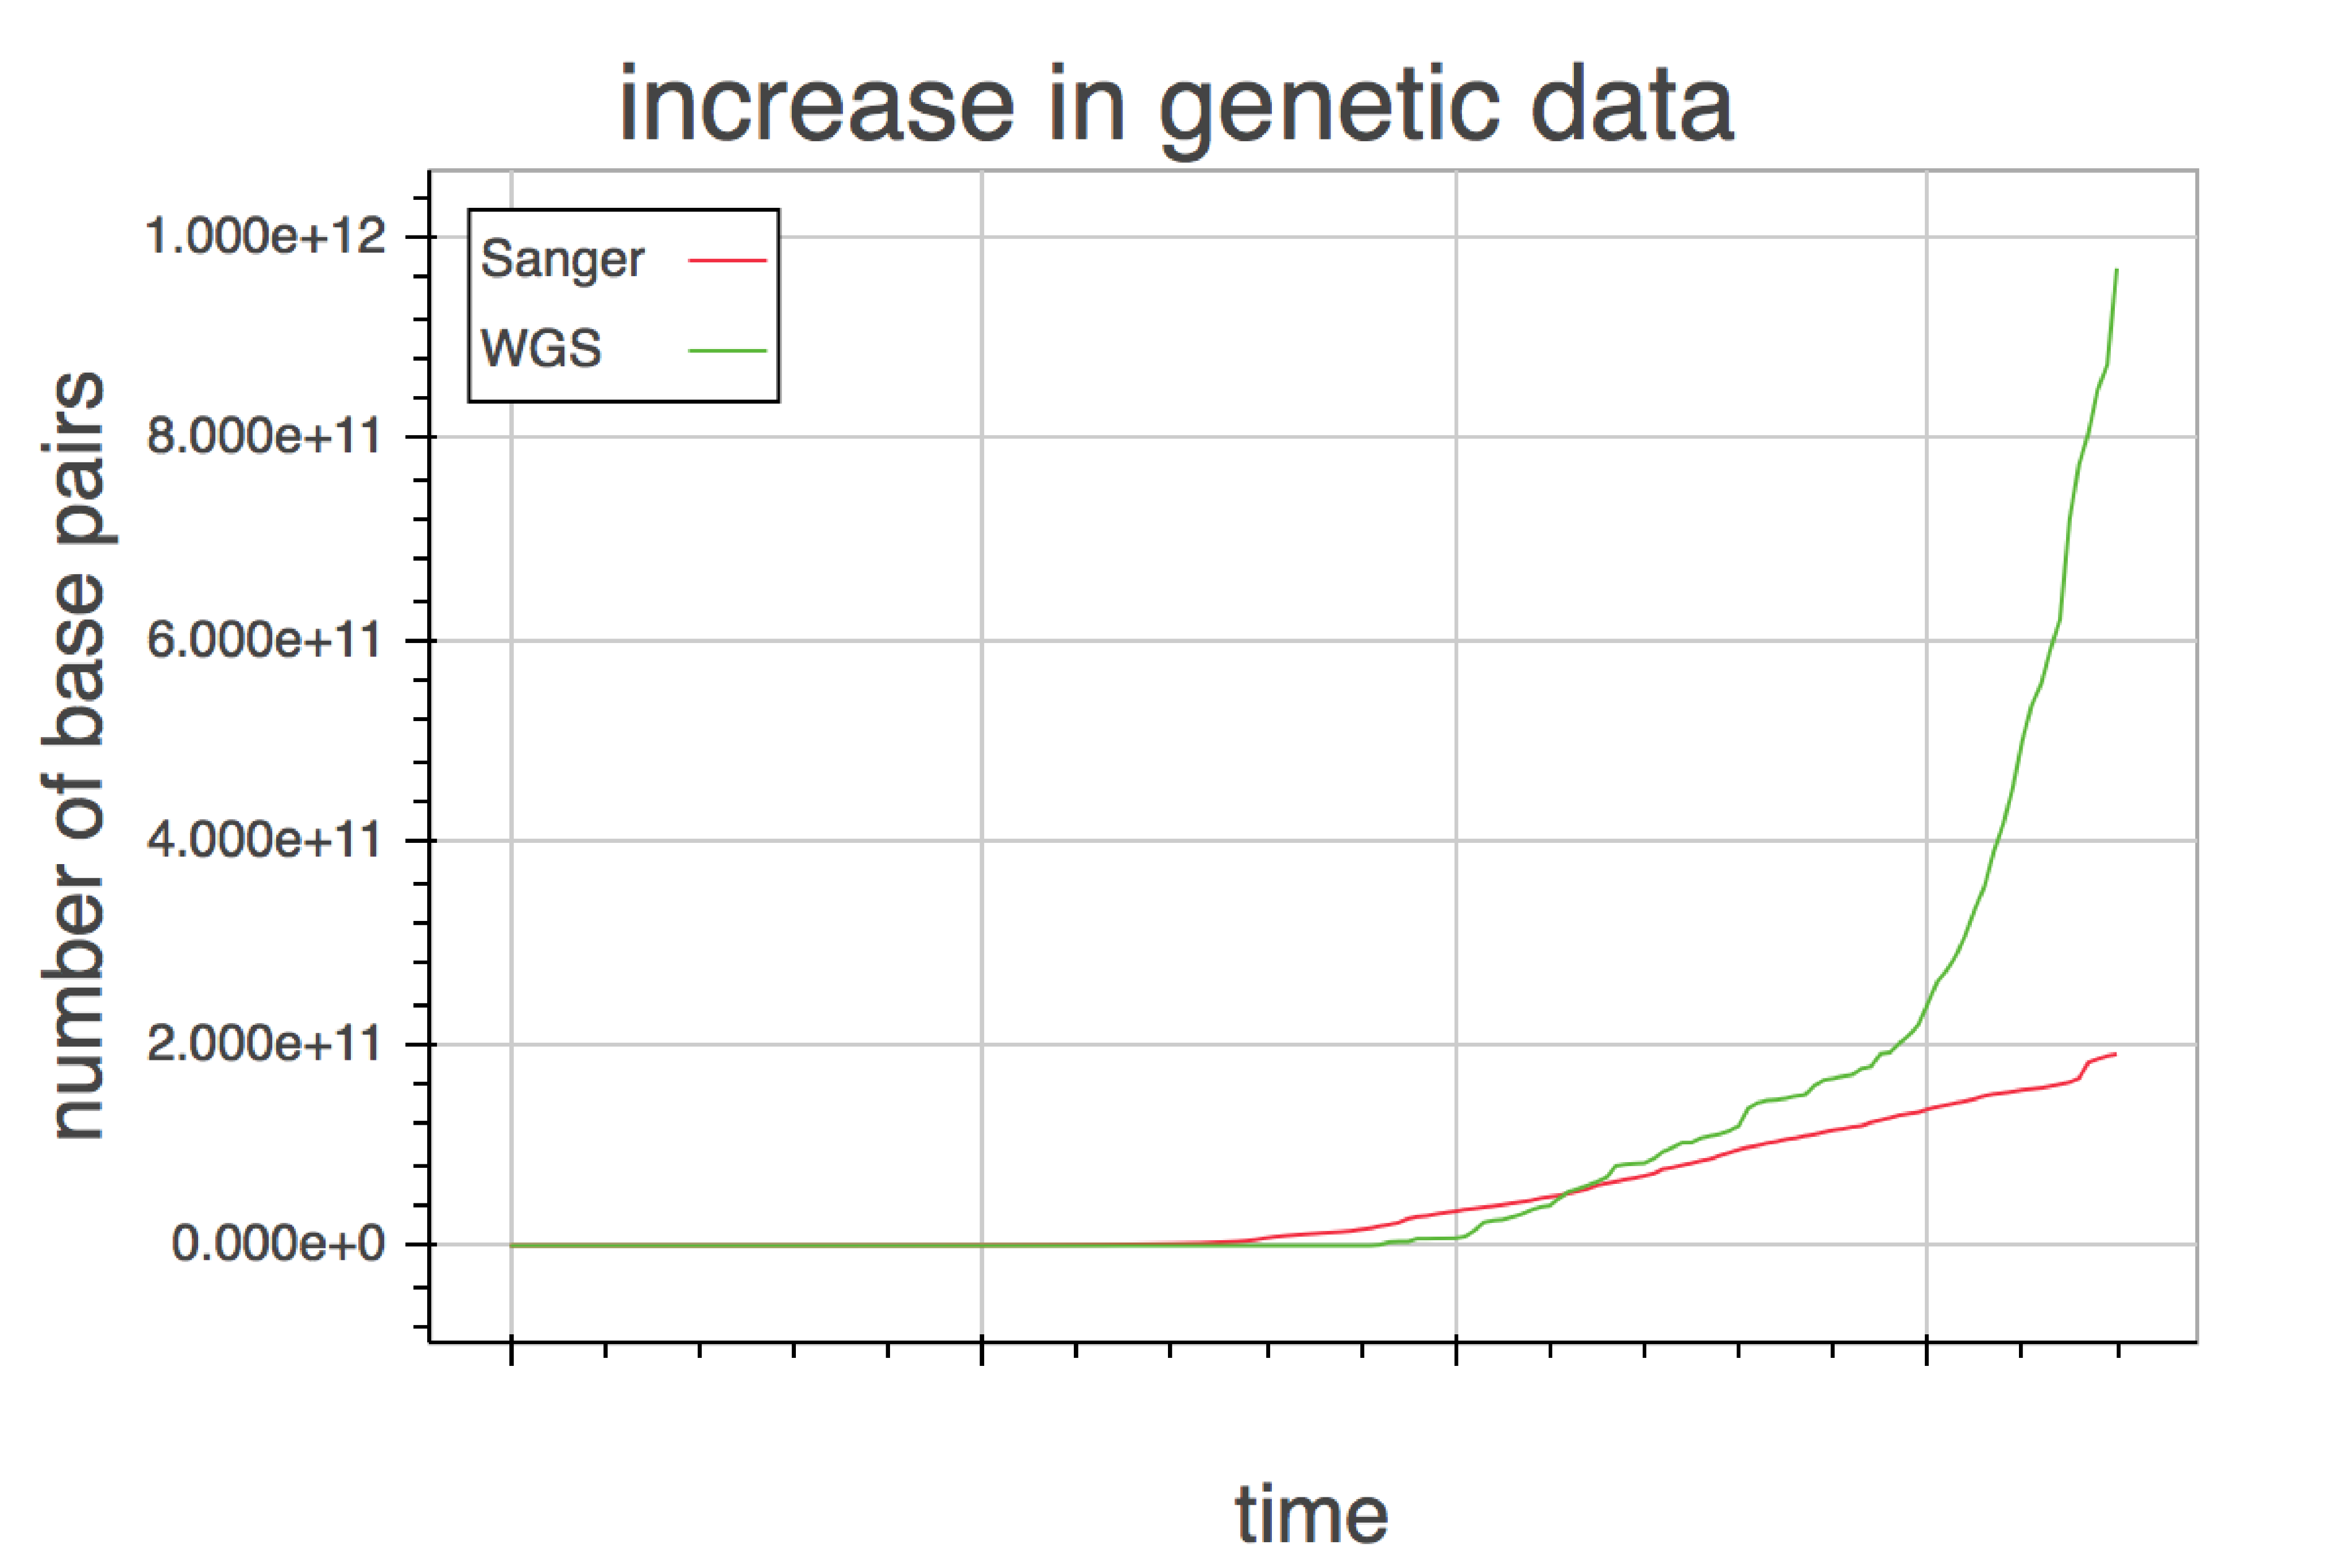 increase in genetic data
Sanger
WGS
number of base pairs
1.000e+12
8.000e+11
6.000e+11
4.000e+11
2.000e+11
0.000e+0
time